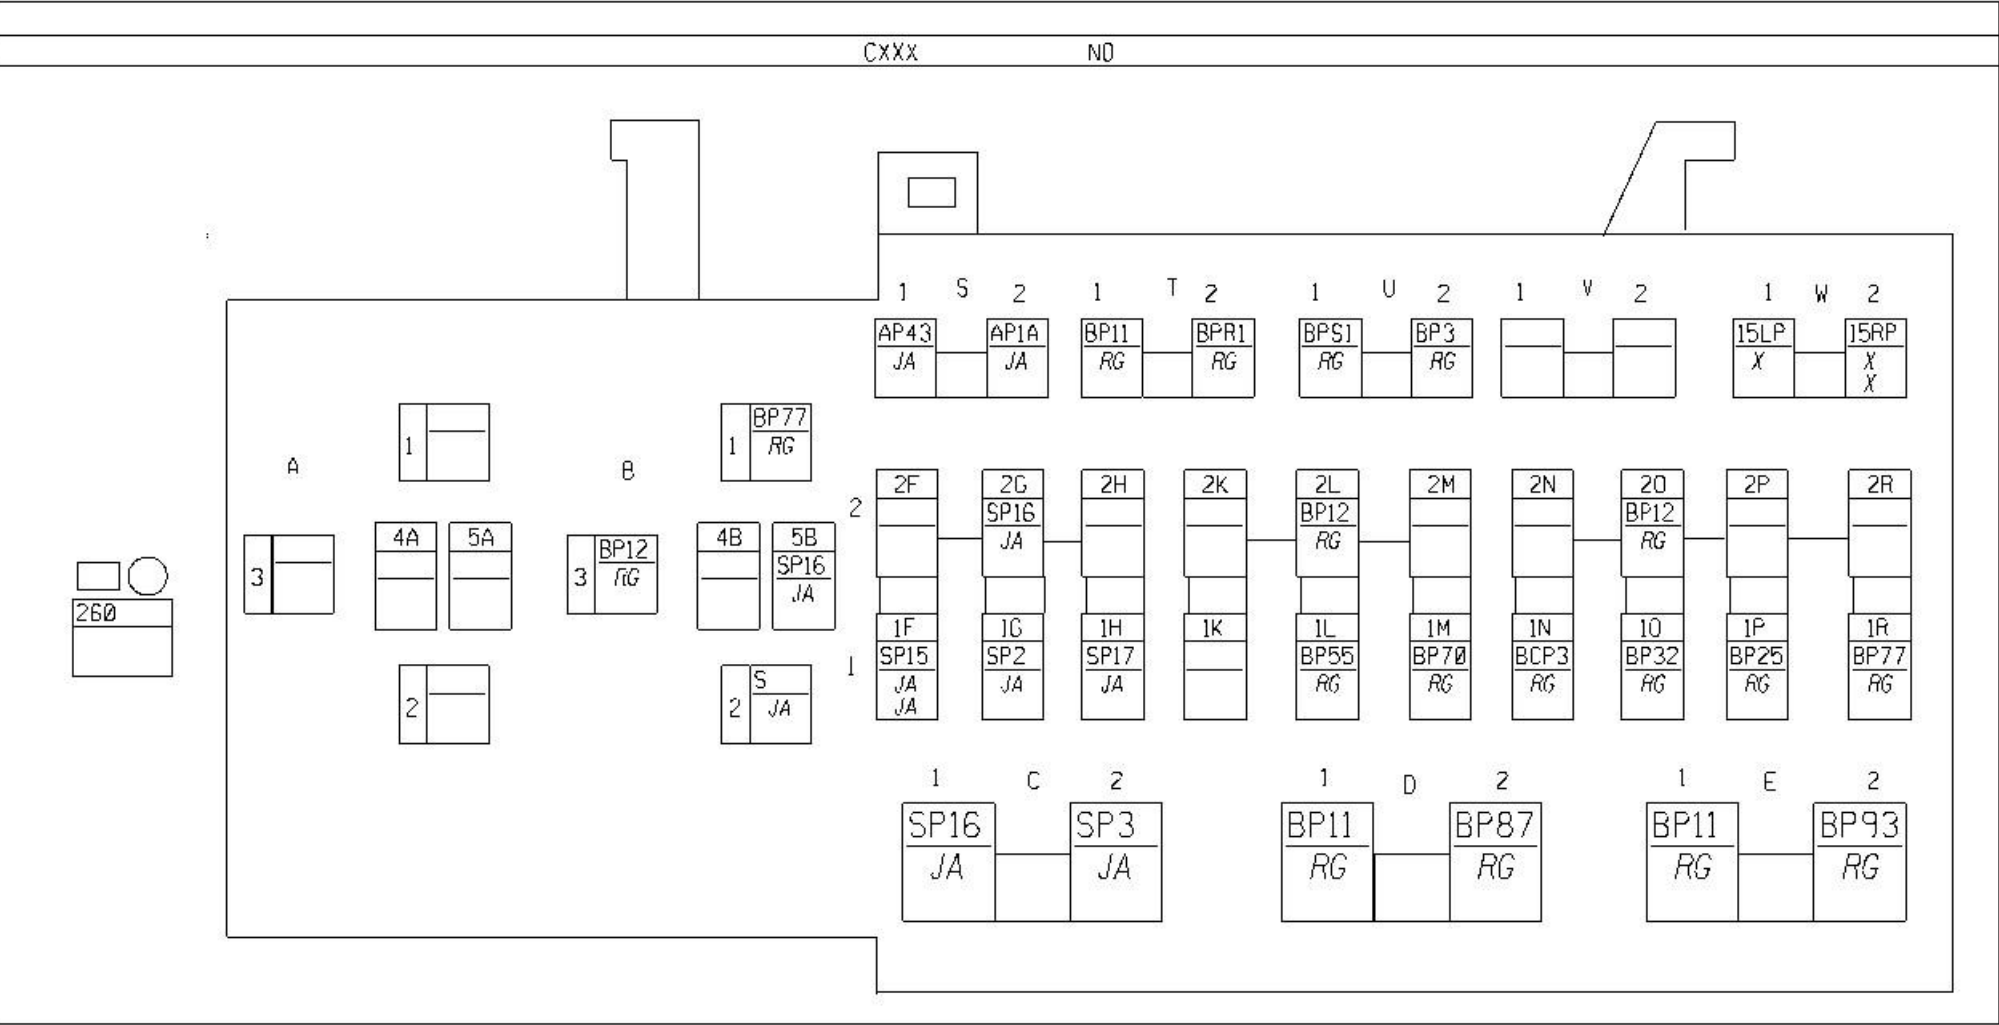 CXXX NO
1 S 2 1 T 2 1 U 2 1 V 2 1 W 2
AP43 AP1A BP11 BPR1 BPS1 BP3 15LP 15RP
JA JA RG RG RG RG X X
X
BP77
1 1 RG
A B
2F 2G 2H 2K 2L 2M 2N 2O 2P 2R
2 SP16 BP12 BP12
JA RG RG
4A 5A 4B 5B
BP12 SP16
3 3 RG JA
260
1F 1G 1H 1K 1L 1M 1N 1O 1P 1R
1 SP15 SP2 SP17 BP55 BP70 BCP3 BP32 BP25 BP77
JA JA JA RG RG RG RG RG RG
JA
S
2 2 JA
1 C 2 1 D 2 1 E 2
SP16 SP3 BP11 BP87 BP11 BP93
JA JA RG RG RG RG